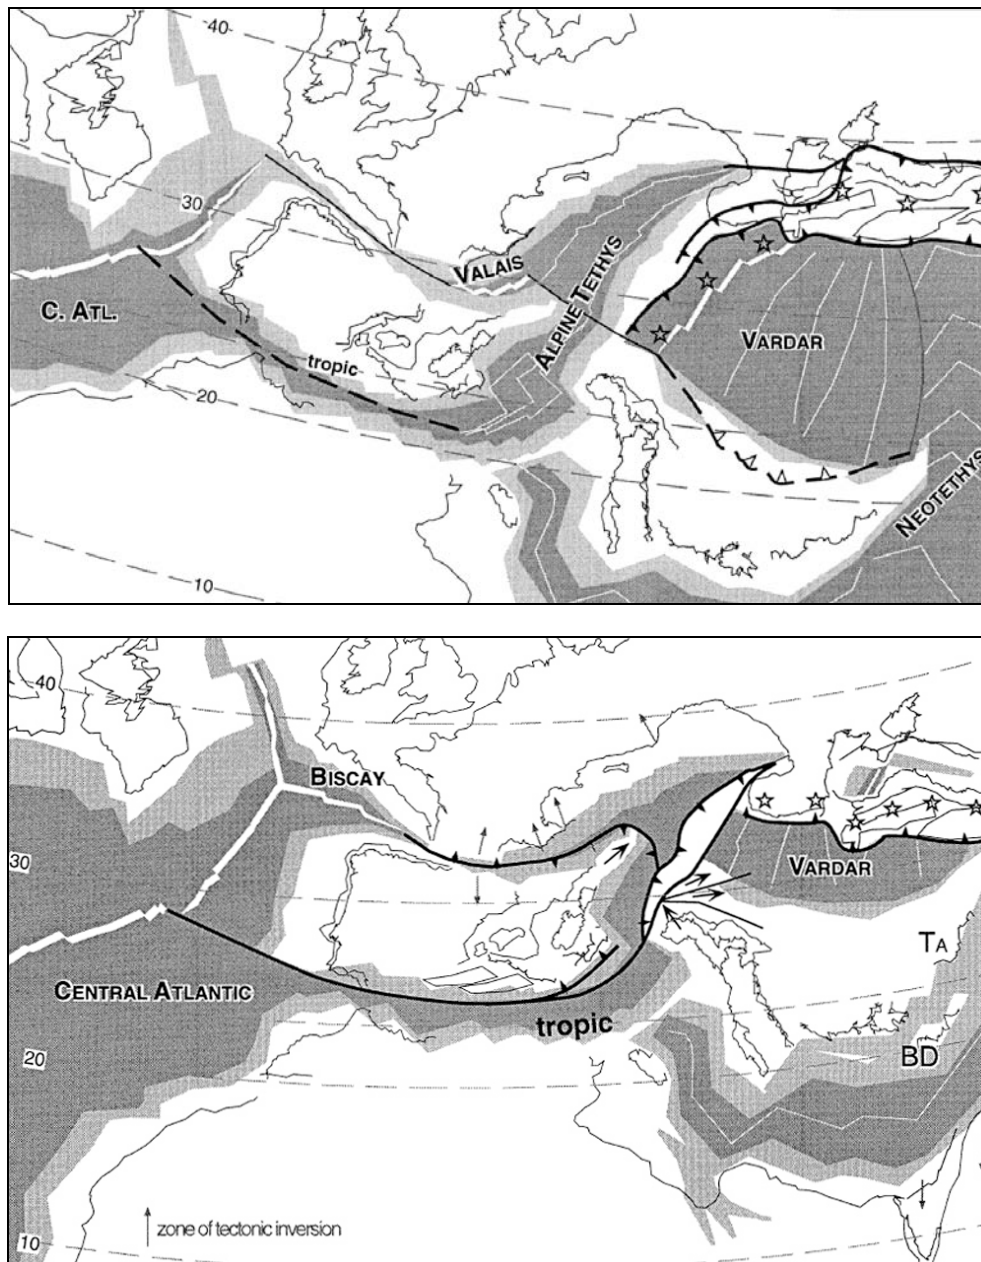 40
30
VALAIS
ALPINE TETHYS
C. ATL.
VARDAR
tropic
20
NEOTETHYS
10
40
BISCAY
30
VARDAR
TA
CENTRAL ATLANTIC
tropic
20
BD
zone of tectonic inversion
10